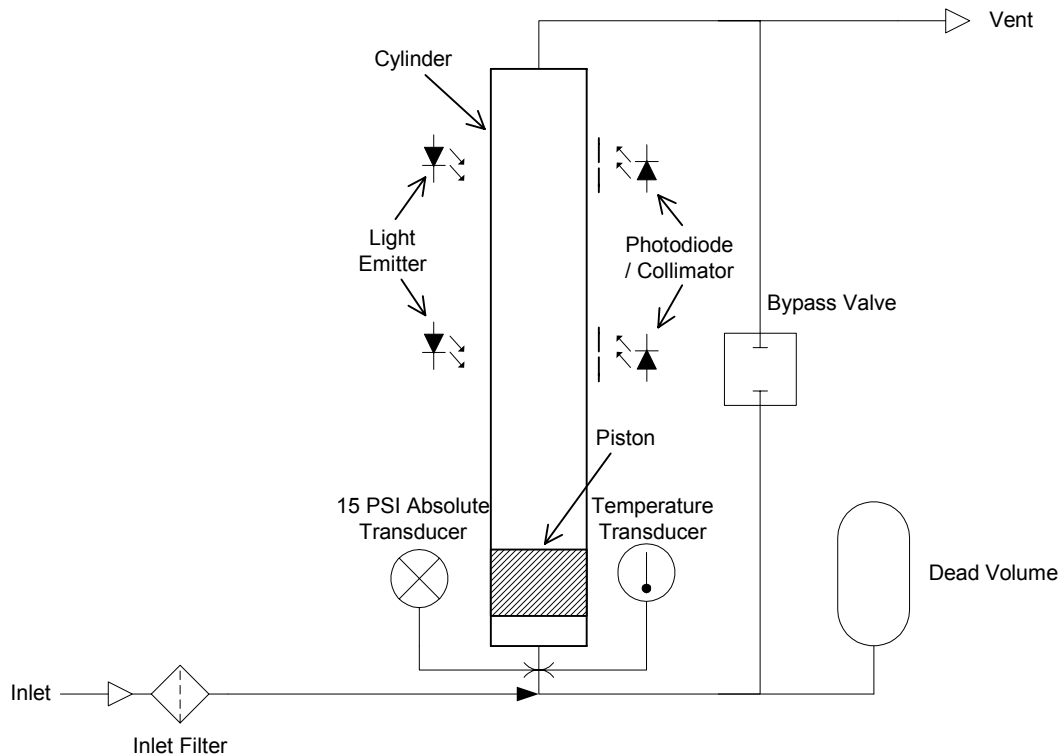 Vent
Cylinder
Light
Emitter
Photodiode
/ Collimator
Bypass Valve
Piston
15 PSI Absolute
Transducer
Temperature
Transducer
Dead Volume
Inlet
Inlet Filter